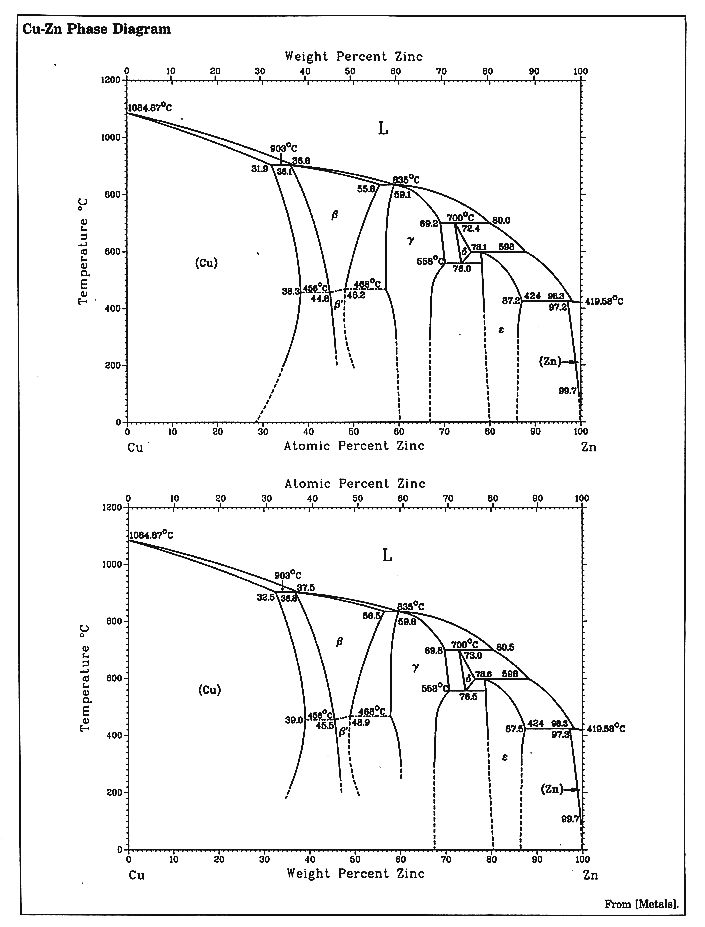 Cu-Zn Phase Diagram
Weight Percent Zinc
0 10 20 30 40 50 60 70 80 90 100
1200
1084.87°C
L
1000
903°C
36.8
31.9 36.1
835°C
800
55.8 59.1
β
700°C
69.2 72.4 80.0
Temperature °C
γ
600
δ 78.1 598
(Cu)
558°C
76.0
468°C
456°C
38.3
44.8 48.2
424 98.3
87.2 97.2 419.58°C
400
β'
ε
(Zn)
200
99.7
0
0 10 20 30 40 50 60 70 80 90 100
Cu Atomic Percent Zinc Zn
Atomic Percent Zinc
0 10 20 30 40 50 60 70 80 90 100
1200
1084.87°C
L
1000
903°C
37.5
32.5 36.8
835°C
800
56.5 59.8
β
700°C
69.8 73.0 80.5
Temperature °C
γ
600
δ 78.6 598
(Cu)
558°C
76.5
468°C
456°C
39.0
45.5 48.9
424 98.3
87.5 97.3 419.58°C
400
β'
ε
(Zn)
200
99.7
0
0 10 20 30 40 50 60 70 80 90 100
Cu Weight Percent Zinc Zn
From [Metals].